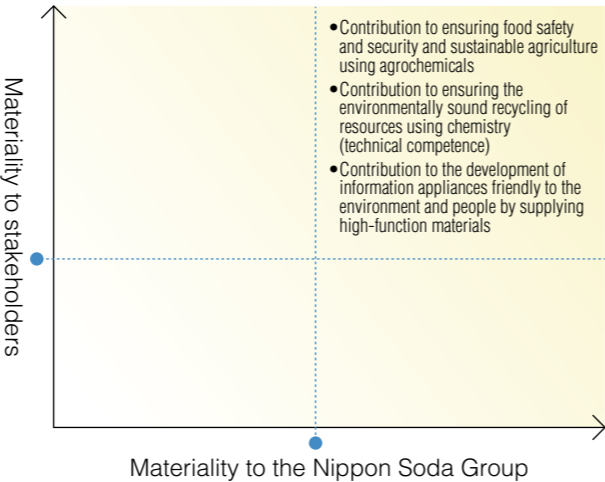 •Contribution to ensuring food safety
and security and sustainable agriculture
using agrochemicals
•Contribution to ensuring the
environmentally sound recycling of
resources using chemistry
(technical competence)
•Contribution to the development of
information appliances friendly to the
environment and people by supplying
high-function materials
Materiality to stakeholders
Materiality to the Nippon Soda Group